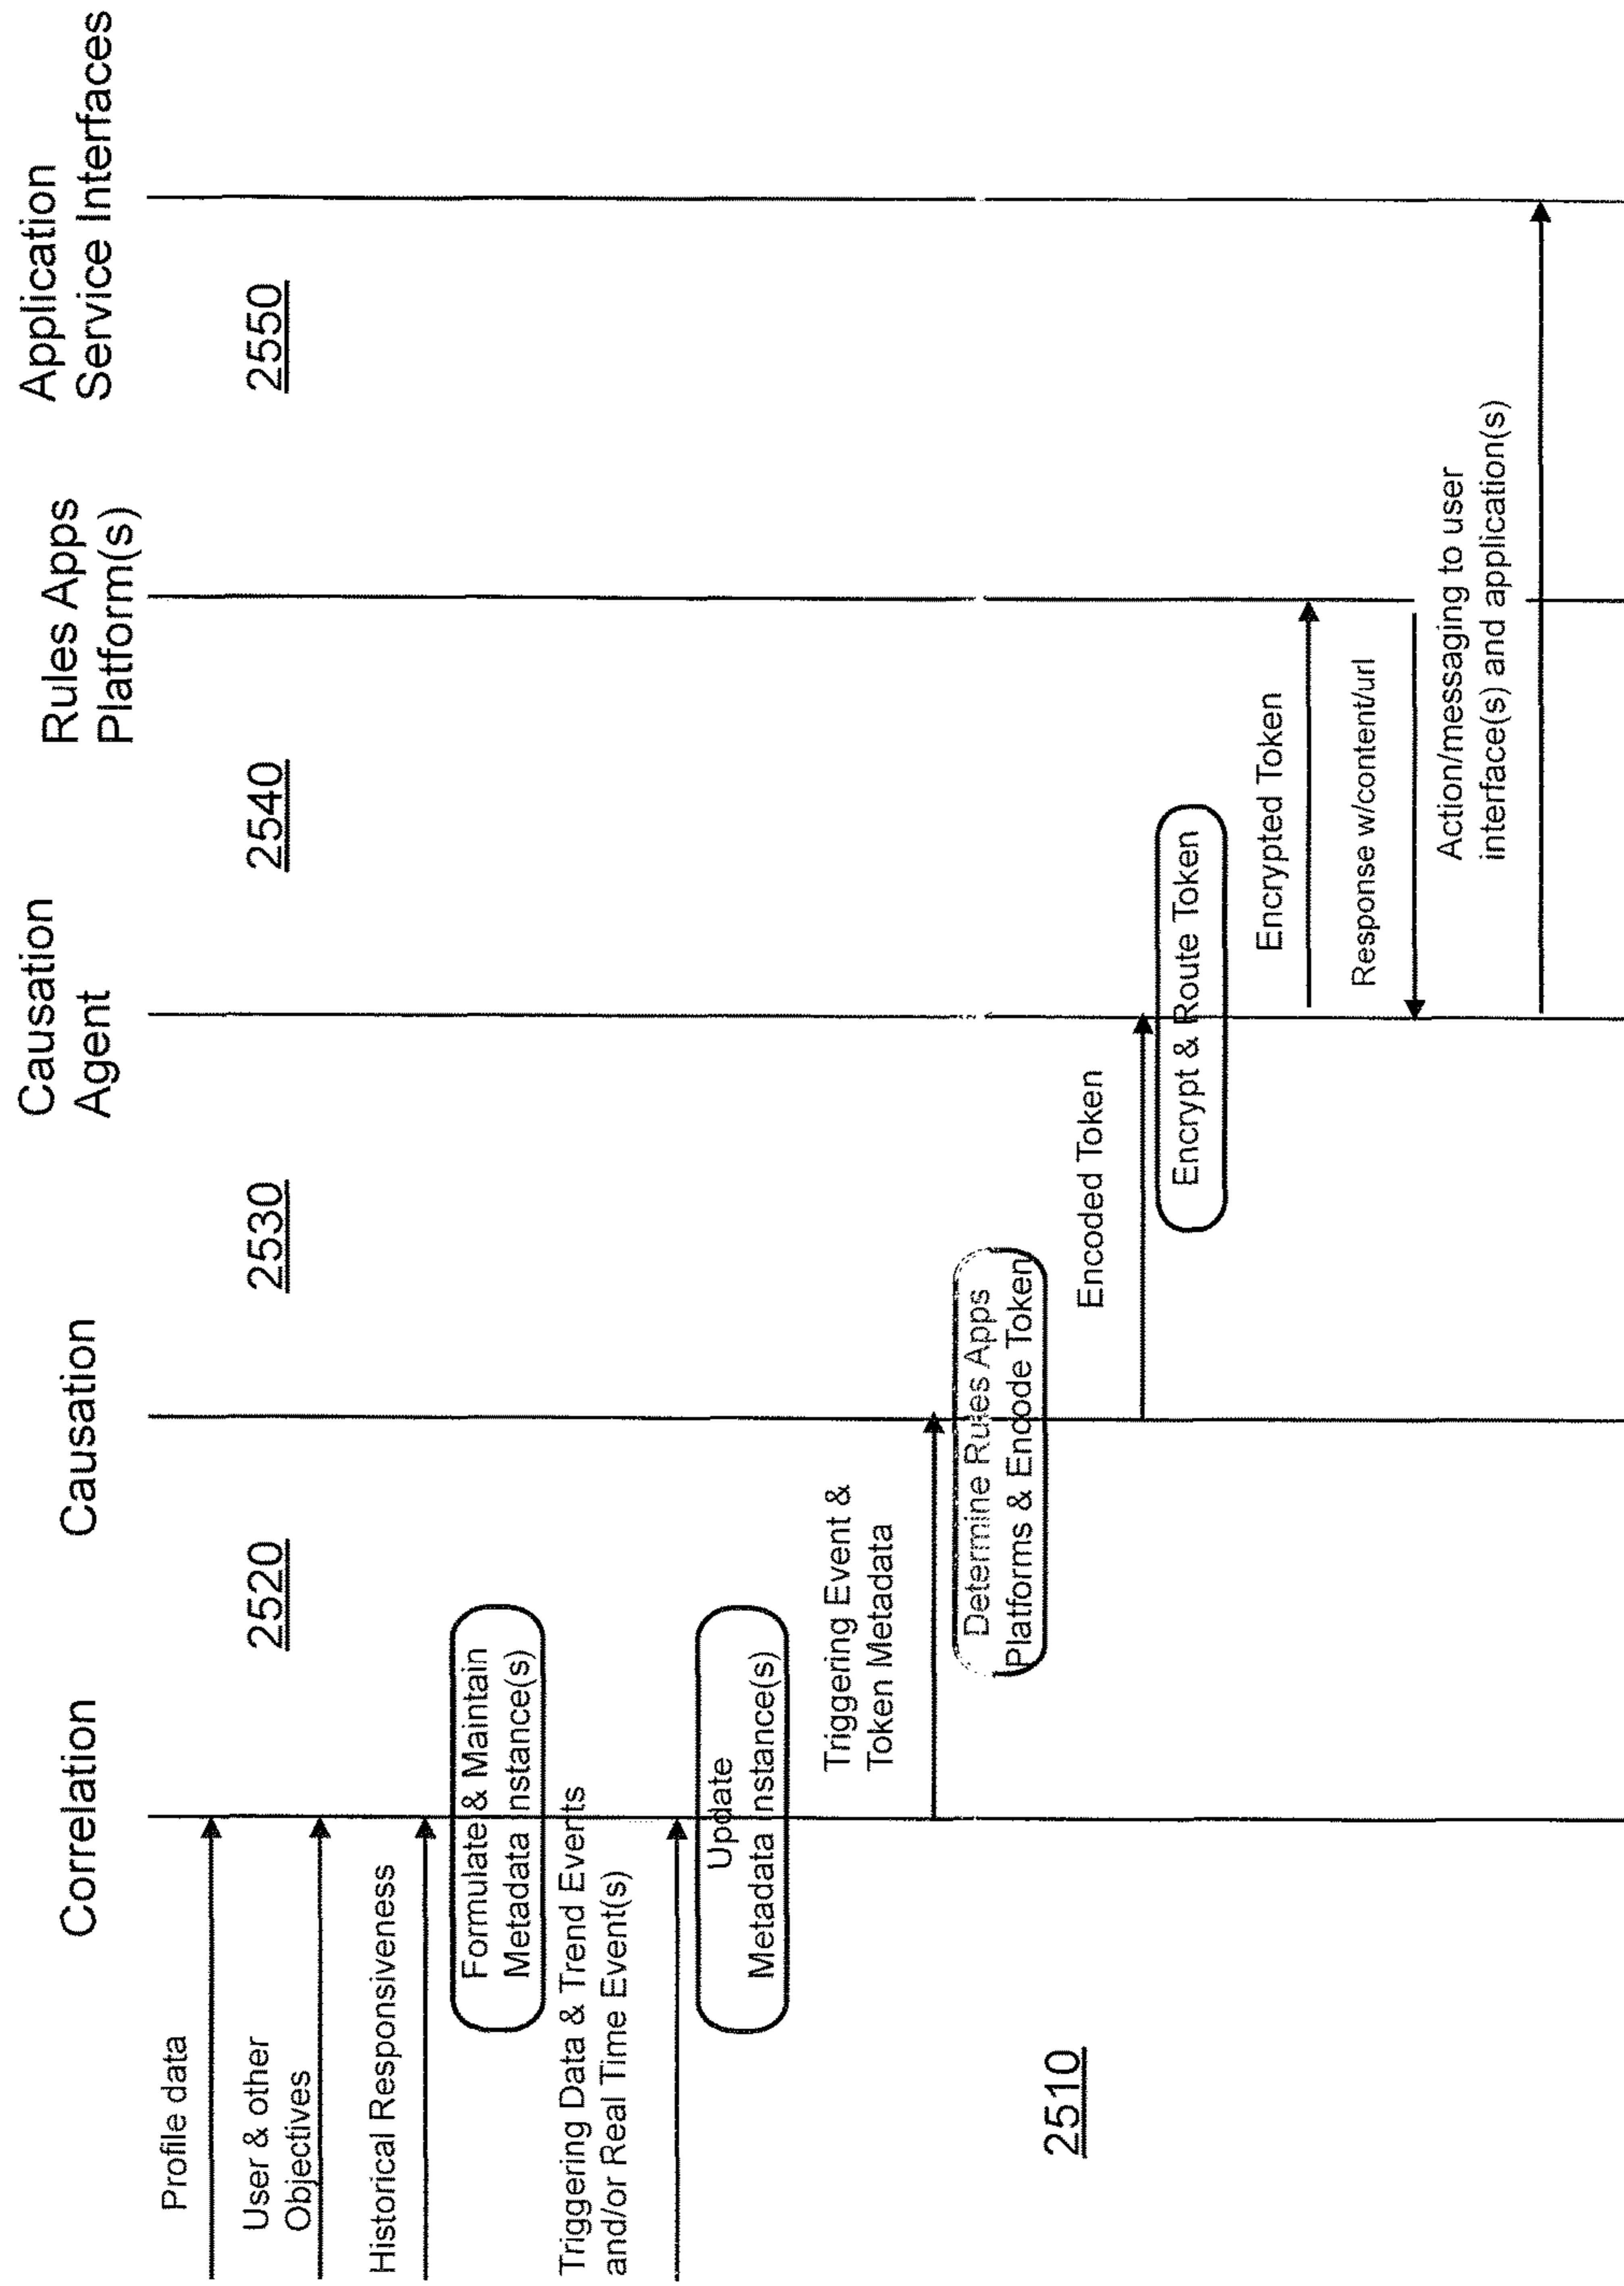 Correlation
Causation
Causation
Agent
Rules Apps
Platform(s)
Application
Service Interfaces
2520
2530
2540
2550
Profile data
User & other
Objectives
Historical Responsiveness
Formulate & Maintain
Metadata Instance(s)
Triggering Data & Trend Events
and/or Real Time Event(s)
Update
Metadata Instance(s)
Triggering Event &
Token Metadata
Determine Rules Apps
Platforms & Encode Token
2510
Encoded Token
Encrypt & Route Token
Encrypted Token
Response w/content/url
Action/messaging to user
interface(s) and application(s)